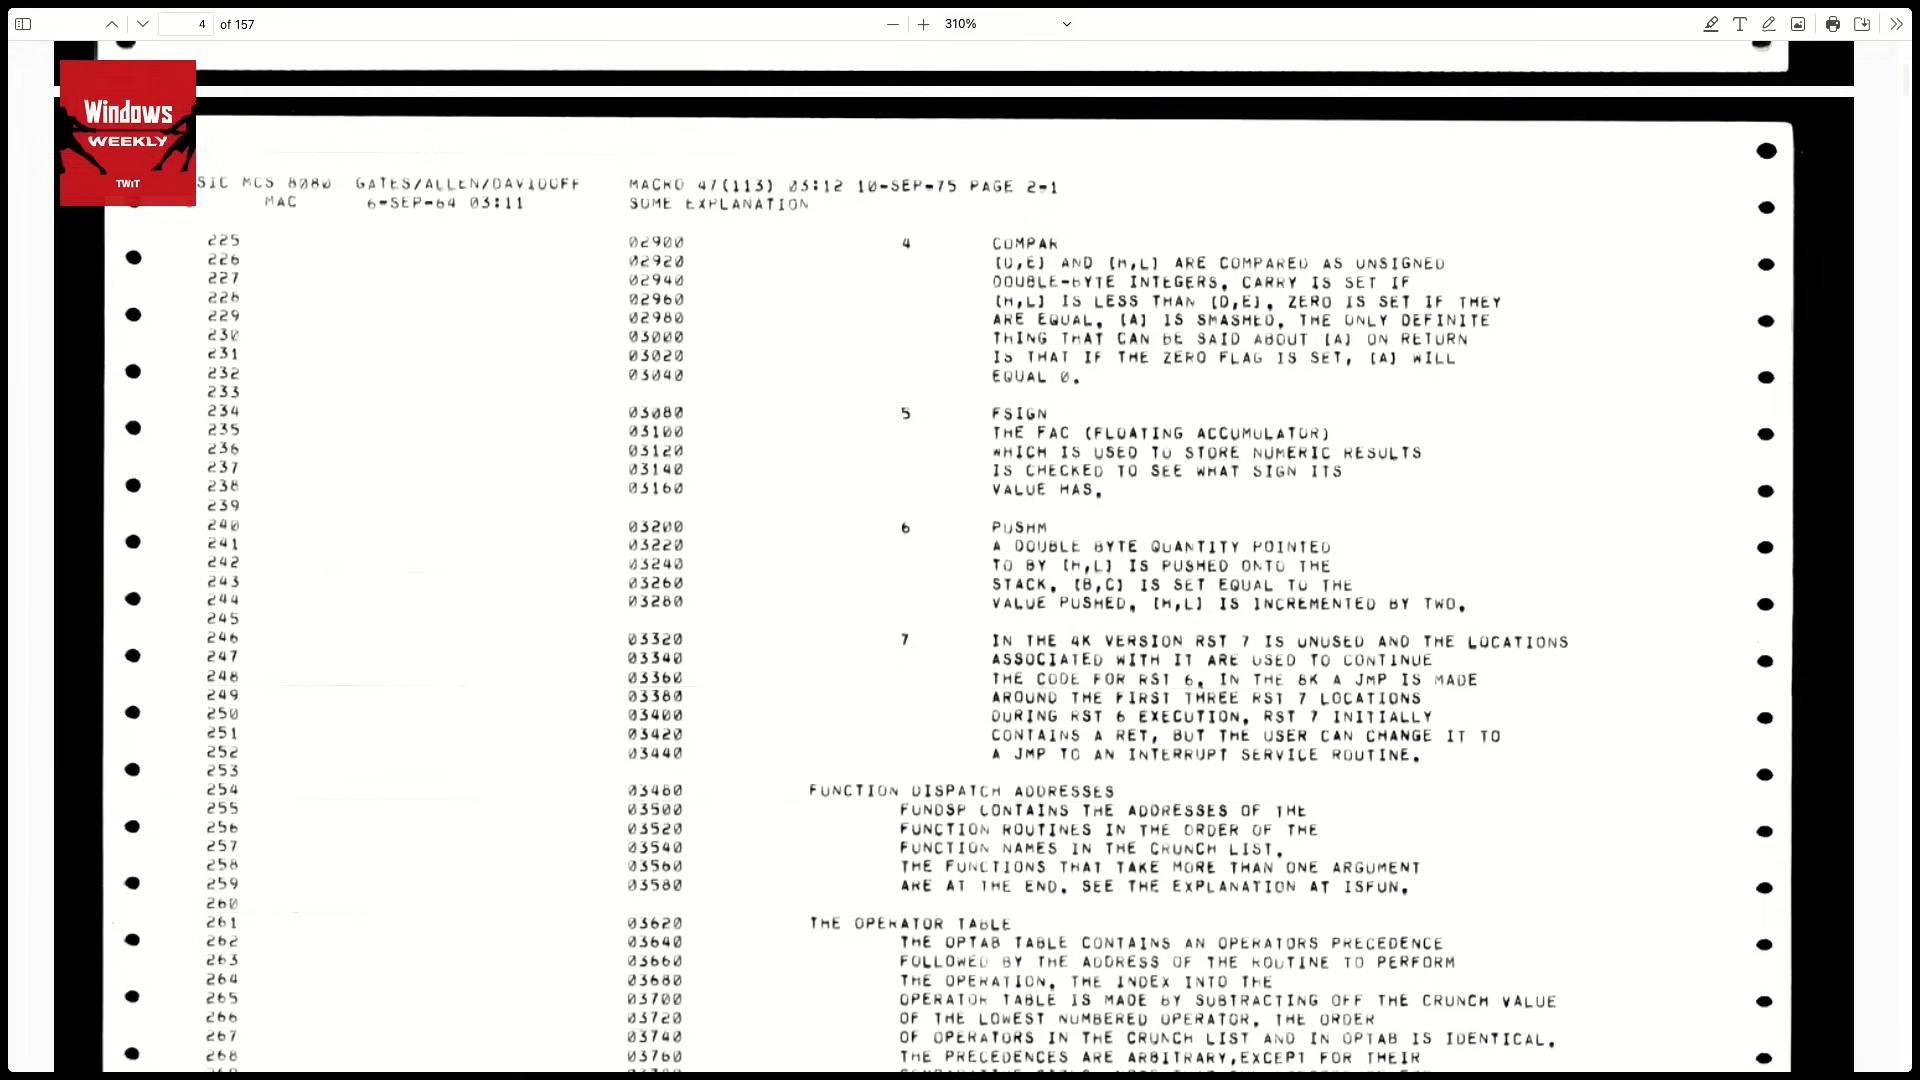 4 of 157
310%
Windows
WEEKLY
TWiT
SIC MCS 8080 GATES/ALLEN/DAVIDOFF MACRO 47(113) 03:12 10-SEP-75 PAGE 2-1
MAC 6-SEP-64 03:11 SOME EXPLANATION
225 02900 4 COMPAR
226 02920 [D,E] AND [H,L] ARE COMPARED AS UNSIGNED
227 02940 DOUBLE-BYTE INTEGERS. CARRY IS SET IF
228 02960 [H,L] IS LESS THAN [D,E]. ZERO IS SET IF THEY
229 02980 ARE EQUAL. [A] IS SMASHED. THE ONLY DEFINITE
230 03000 THING THAT CAN BE SAID ABOUT [A] ON RETURN
231 03020 IS THAT IF THE ZERO FLAG IS SET, [A] WILL
232 03040 EQUAL 0.
233
234 03080 5 FSIGN
235 03100 THE FAC (FLOATING ACCUMULATOR)
236 03120 WHICH IS USED TO STORE NUMERIC RESULTS
237 03140 IS CHECKED TO SEE WHAT SIGN ITS
238 03160 VALUE HAS.
239
240 03200 6 PUSHM
241 03220 A DOUBLE BYTE QUANTITY POINTED
242 03240 TO BY [H,L] IS PUSHED ONTO THE
243 03260 STACK. [B,C] IS SET EQUAL TO THE
244 03280 VALUE PUSHED. [H,L] IS INCREMENTED BY TWO.
245
246 03320 7 IN THE 4K VERSION RST 7 IS UNUSED AND THE LOCATIONS
247 03340 ASSOCIATED WITH IT ARE USED TO CONTINUE
248 03360 THE CODE FOR RST 6. IN THE 8K A JMP IS MADE
249 03380 AROUND THE FIRST THREE RST 7 LOCATIONS
250 03400 DURING RST 6 EXECUTION. RST 7 INITIALLY
251 03420 CONTAINS A RET, BUT THE USER CAN CHANGE IT TO
252 03440 A JMP TO AN INTERRUPT SERVICE ROUTINE.
253
254 03480 FUNCTION DISPATCH ADDRESSES
255 03500 FUNDSP CONTAINS THE ADDRESSES OF THE
256 03520 FUNCTION ROUTINES IN THE ORDER OF THE
257 03540 FUNCTION NAMES IN THE CRUNCH LIST.
258 03560 THE FUNCTIONS THAT TAKE MORE THAN ONE ARGUMENT
259 03580 ARE AT THE END. SEE THE EXPLANATION AT ISFUN.
260
261 03620 THE OPERATOR TABLE
262 03640 THE OPTAB TABLE CONTAINS AN OPERATORS PRECEDENCE
263 03660 FOLLOWED BY THE ADDRESS OF THE ROUTINE TO PERFORM
264 03680 THE OPERATION. THE INDEX INTO THE
265 03700 OPERATOR TABLE IS MADE BY SUBTRACTING OFF THE CRUNCH VALUE
266 03720 OF THE LOWEST NUMBERED OPERATOR. THE ORDER
267 03740 OF OPERATORS IN THE CRUNCH LIST AND IN OPTAB IS IDENTICAL.
268 03760 THE PRECEDENCES ARE ARBITRARY,EXCEPT FOR THEIR